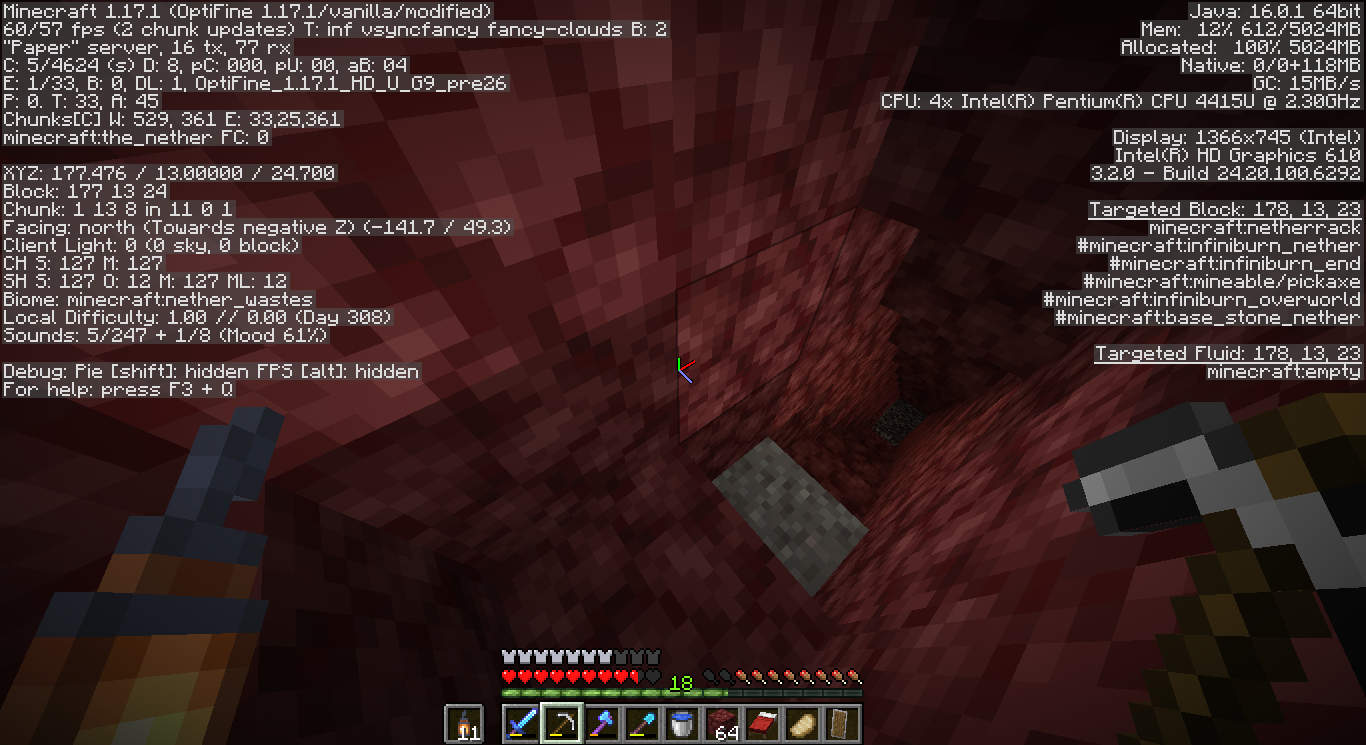 Minecraft 1.17.1 (OptiFine 1.17.1/vanilla/modified)
60/57 fps (2 chunk updates) T: inf vsyncfancy fancy-clouds B: 2
"Paper" server, 16 tx, 77 rx
C: 5/4624 (s) D: 8, pC: 000, pU: 00, aB: 04
E: 1/33, B: 0, DL: 1, OptiFine_1.17.1_HD_U_G9_pre26
P: 0. T: 33, A: 45
Chunks[C] W: 529, 361 E: 33,25,361
minecraft:the_nether FC: 0
XYZ: 177.476 / 13.00000 / 24.700
Block: 177 13 24
Chunk: 1 13 8 in 11 0 1
Facing: north (Towards negative Z) (-141.7 / 49.3)
Client Light: 0 (0 sky, 0 block)
CH S: 127 M: 127
SH S: 127 O: 12 M: 127 ML: 12
Biome: minecraft:nether_wastes
Local Difficulty: 1.00 // 0.00 (Day 308)
Sounds: 5/247 + 1/8 (Mood 61%)
Debug: Pie [shift]: hidden FPS [alt]: hidden
For help: press F3 + Q
Java: 16.0.1 64bit
Mem: 12% 612/5024MB
Allocated: 100% 5024MB
Native: 0/0+118MB
GC: 15MB/s
CPU: 4x Intel(R) Pentium(R) CPU 4415U @ 2.30GHz
Display: 1366x745 (Intel)
Intel(R) HD Graphics 610
3.2.0 - Build 24.20.100.6292
Targeted Block: 178, 13, 23
minecraft:netherrack
#minecraft:infiniburn_nether
#minecraft:infiniburn_end
#minecraft:mineable/pickaxe
#minecraft:infiniburn_overworld
#minecraft:base_stone_nether
Targeted Fluid: 178, 13, 23
minecraft:empty
18
11
64